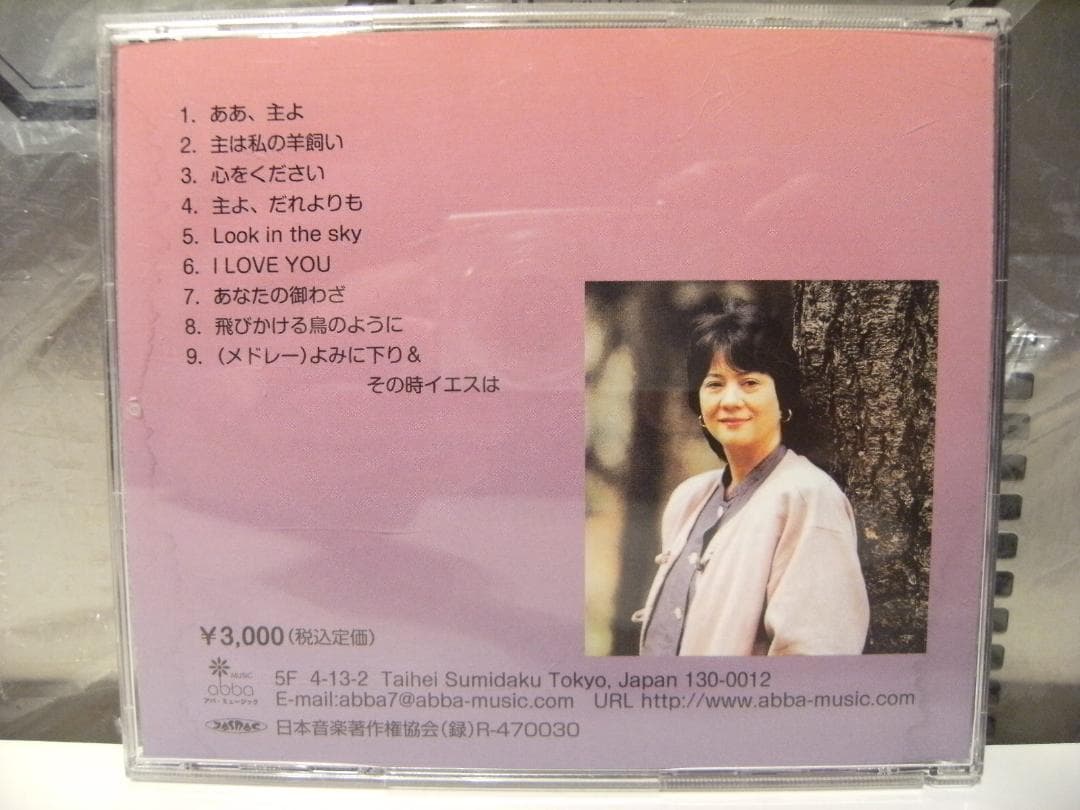 1. ああ、主よ
2. 主は私の羊飼い
3. 心をください
4. 主よ、だれよりも
5. Look in the sky
6. I LOVE YOU
7. あなたの御わざ
8. 飛びかける鳥のように
9. (メドレー)よみに下り&
その時イエスは
¥3,000(税込定価)
MUSIC
abba
アバ・ミュージック
5F 4-13-2 Taihei Sumidaku Tokyo, Japan 130-0012
E-mail:abba7@abba-music.com URL http://www.abba-music.com
JASRAC 日本音楽著作権協会(録)R-470030